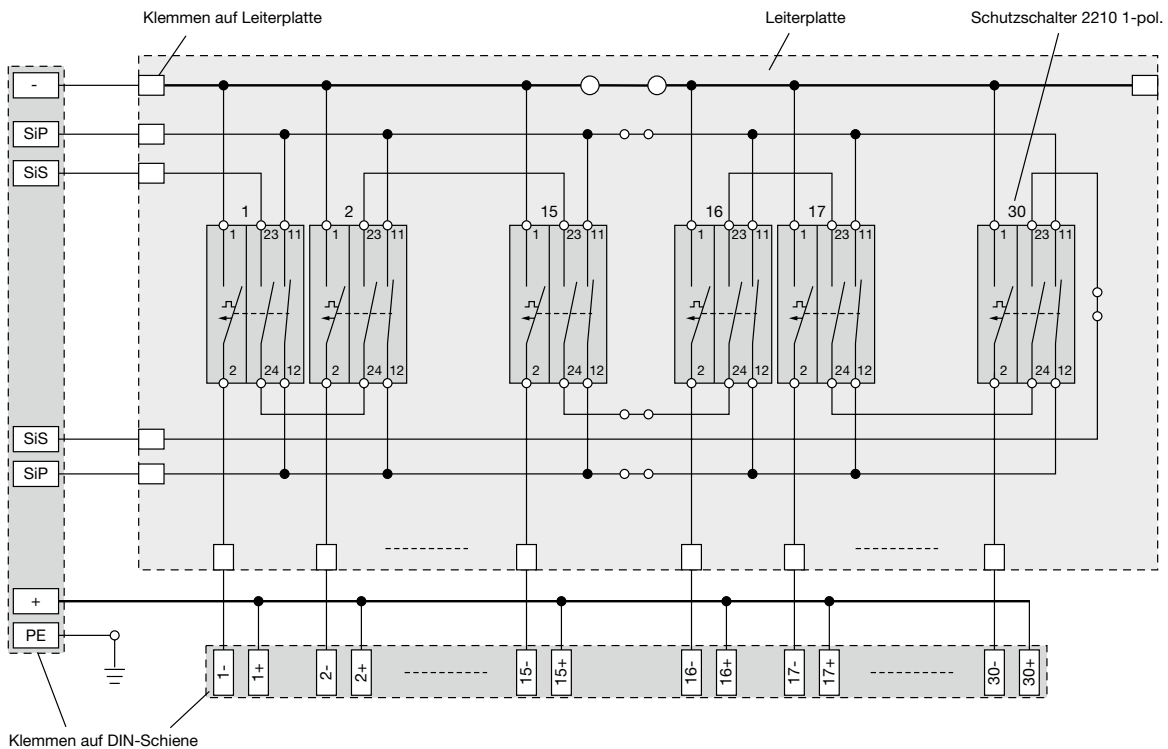 Klemmen auf Leiterplatte
Leiterplatte
Schutzschalter 2210 1-pol.
-
SiP
SiS
1
2
15
16
17
30
1 23 11
1 23 11
1 23 11
1 23 11
1 23 11
1 23 11
2 24 12
2 24 12
2 24 12
2 24 12
2 24 12
2 24 12
SiS
SiP
+
PE
1-
1+
2-
2+
15-
15+
16-
16+
17-
17+
30-
30+
Klemmen auf DIN-Schiene